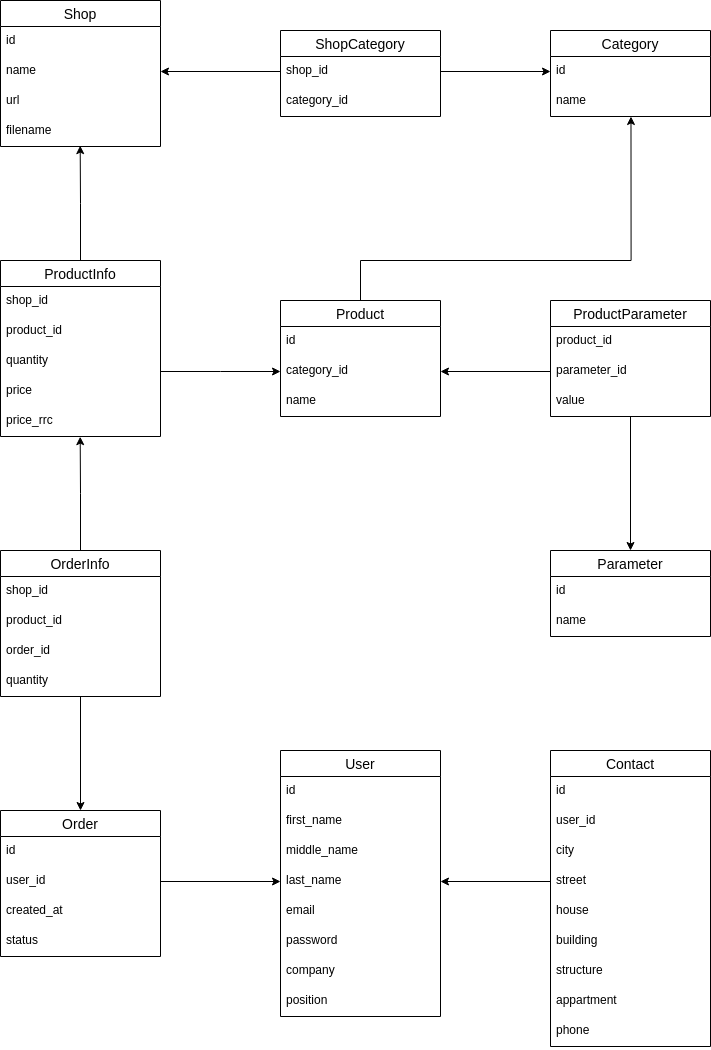 Shop
id
name
url
filename
ShopCategory
shop_id
category_id
Category
id
name
ProductInfo
shop_id
product_id
quantity
price
price_rrc
Product
id
category_id
name
ProductParameter
product_id
parameter_id
value
OrderInfo
shop_id
product_id
order_id
quantity
Parameter
id
name
Order
id
user_id
created_at
status
User
id
first_name
middle_name
last_name
email
password
company
position
Contact
id
user_id
city
street
house
building
structure
appartment
phone